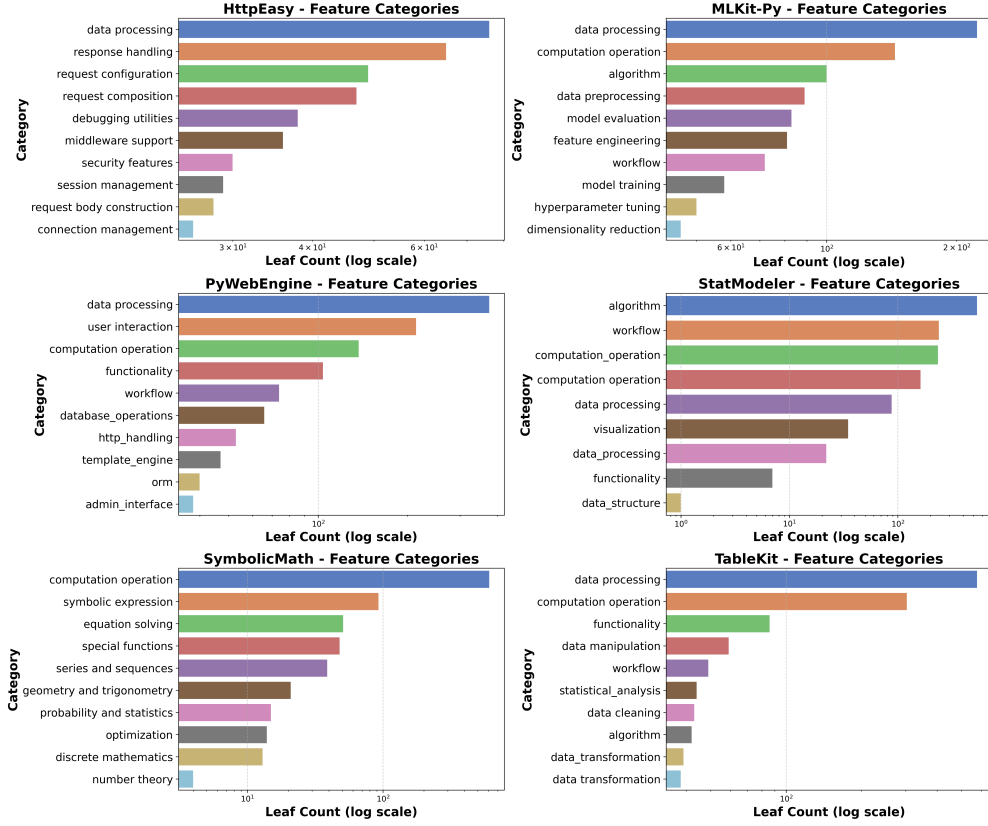 HttpEasy - Feature Categories
Category
data processing
response handling
request configuration
request composition
debugging utilities
middleware support
security features
session management
request body construction
connection management
3 × 10¹
4 × 10¹
6 × 10¹
Leaf Count (log scale)
MLKit-Py - Feature Categories
Category
data processing
computation operation
algorithm
data preprocessing
model evaluation
feature engineering
workflow
model training
hyperparameter tuning
dimensionality reduction
6 × 10¹
10²
2 × 10²
Leaf Count (log scale)
PyWebEngine - Feature Categories
Category
data processing
user interaction
computation operation
functionality
workflow
database_operations
http_handling
template_engine
orm
admin_interface
10²
Leaf Count (log scale)
StatModeler - Feature Categories
Category
algorithm
workflow
computation_operation
computation operation
data processing
visualization
data_processing
functionality
data_structure
10⁰
10¹
10²
Leaf Count (log scale)
SymbolicMath - Feature Categories
Category
computation operation
symbolic expression
equation solving
special functions
series and sequences
geometry and trigonometry
probability and statistics
optimization
discrete mathematics
number theory
10¹
10²
Leaf Count (log scale)
TableKit - Feature Categories
Category
data processing
computation operation
functionality
data manipulation
workflow
statistical_analysis
data cleaning
algorithm
data_transformation
data transformation
10²
Leaf Count (log scale)